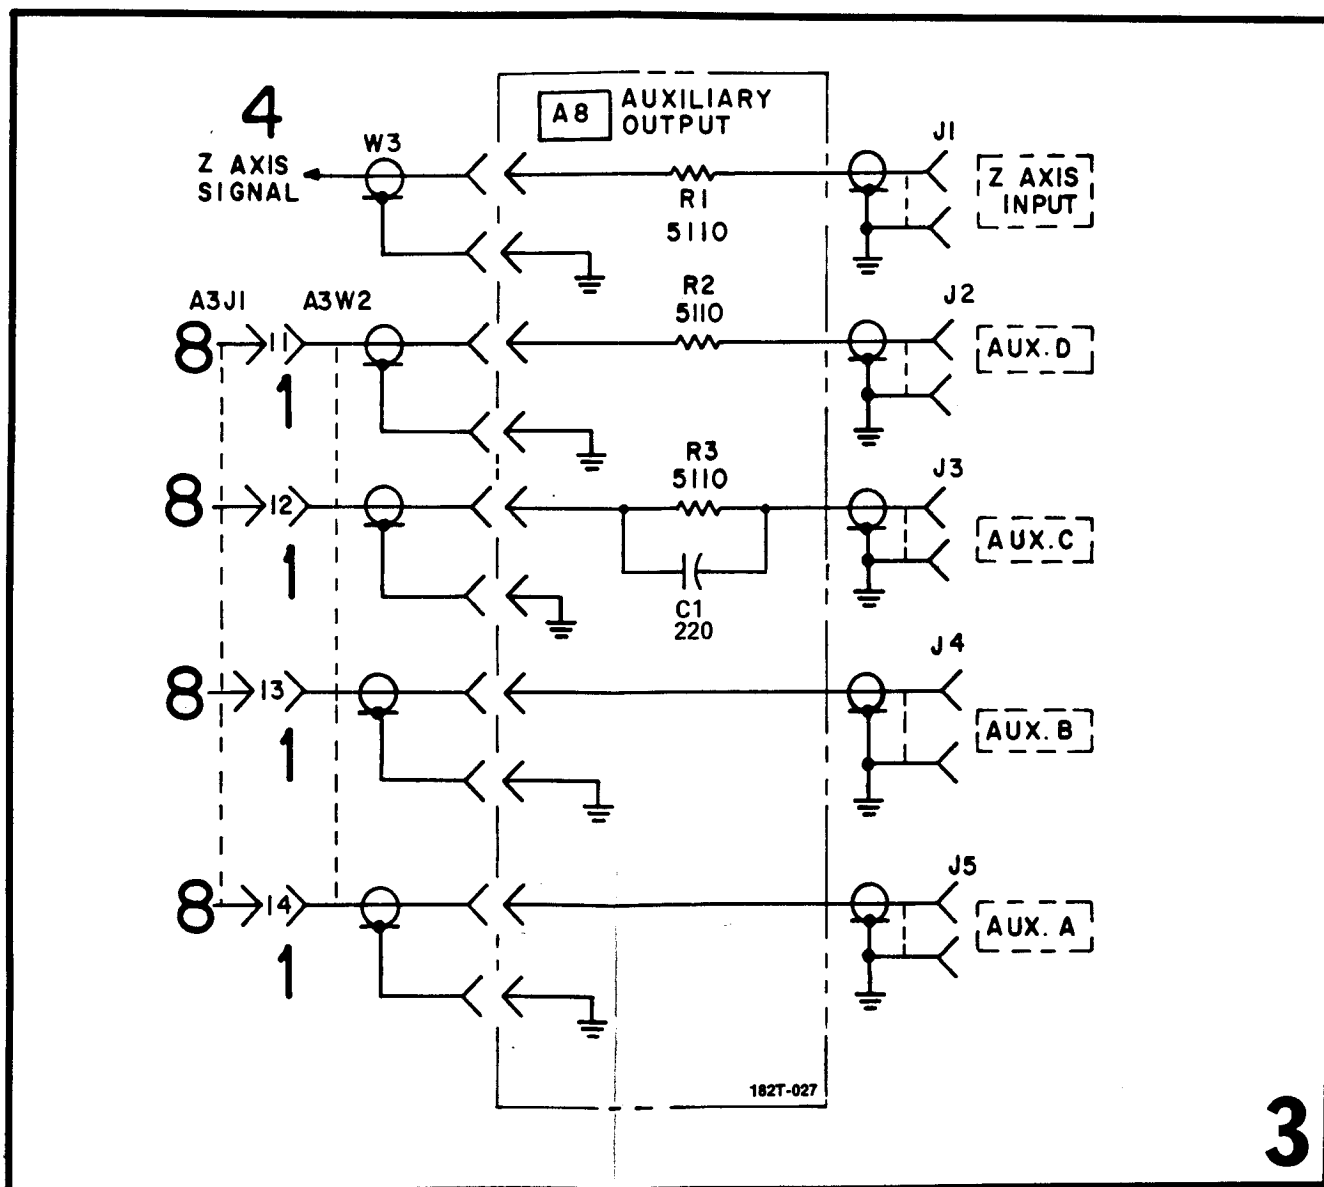 4
Z AXIS
SIGNAL
W3
A8
AUXILIARY
OUTPUT
R1
5110
J1
Z AXIS
INPUT
A3J1
A3W2
8
11
1
R2
5110
J2
AUX. D
8
12
1
R3
5110
C1
220
J3
AUX. C
8
13
1
J4
AUX. B
8
14
1
J5
AUX. A
182T-027
3